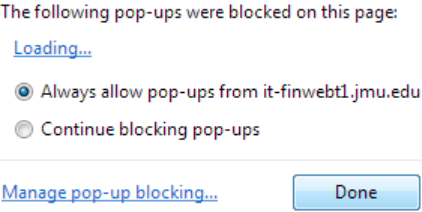 The following pop-ups were blocked on this page:
Loading...
Always allow pop-ups from it-finwebt1.jmu.edu
Continue blocking pop-ups
Manage pop-up blocking...
Done